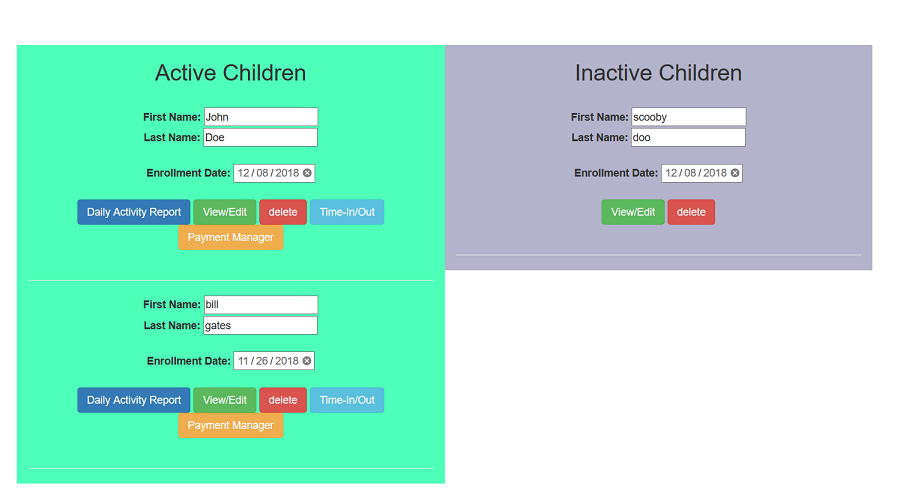 Active Children
First Name: John
Last Name: Doe
Enrollment Date: 12/08/2018
Daily Activity Report View/Edit delete Time-In/Out
Payment Manager
First Name: bill
Last Name: gates
Enrollment Date: 11/26/2018
Daily Activity Report View/Edit delete Time-In/Out
Payment Manager
Inactive Children
First Name: scooby
Last Name: doo
Enrollment Date: 12/08/2018
View/Edit delete